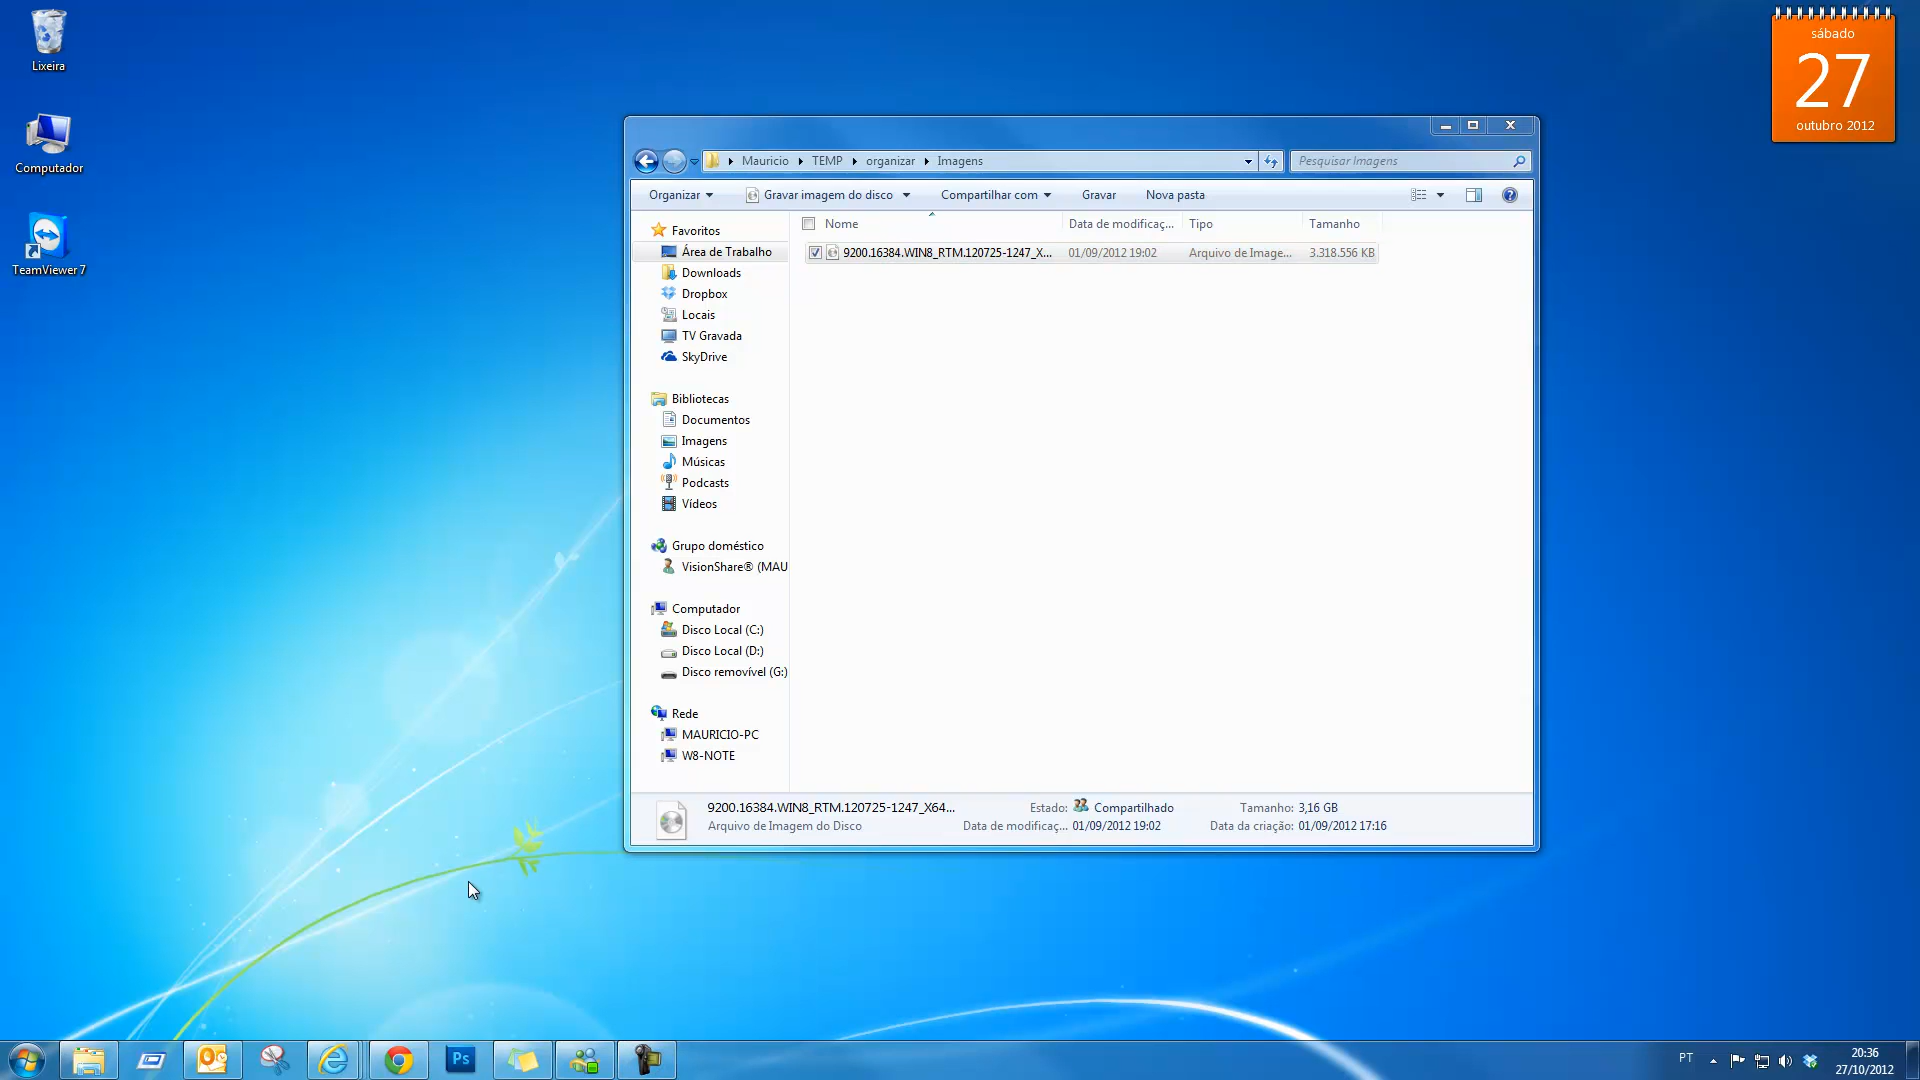 Lixeira
Computador
TeamViewer 7
sábado
27
outubro 2012
Mauricio
TEMP
organizar
Imagens
Pesquisar Imagens
Organizar
Gravar imagem do disco
Compartilhar com
Gravar
Nova pasta
Nome
Data de modificaç...
Tipo
Tamanho
9200.16384.WIN8_RTM.120725-1247_X...
01/09/2012 19:02
Arquivo de Image...
3.318.556 KB
Favoritos
Área de Trabalho
Downloads
Dropbox
Locais
TV Gravada
SkyDrive
Bibliotecas
Documentos
Imagens
Músicas
Podcasts
Vídeos
Grupo doméstico
VisionShare® (MAU
Computador
Disco Local (C:)
Disco Local (D:)
Disco removível (G:)
Rede
MAURICIO-PC
W8-NOTE
9200.16384.WIN8_RTM.120725-1247_X64...
Estado: Compartilhado
Tamanho: 3,16 GB
Arquivo de Imagem do Disco
Data de modificaç... 01/09/2012 19:02
Data da criação: 01/09/2012 17:16
Ps
PT
20:36
27/10/2012